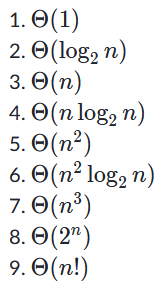 1. Θ(1)
2. Θ(log₂ n)
3. Θ(n)
4. Θ(n log₂ n)
5. Θ(n²)
6. Θ(n² log₂ n)
7. Θ(n³)
8. Θ(2ⁿ)
9. Θ(n!)